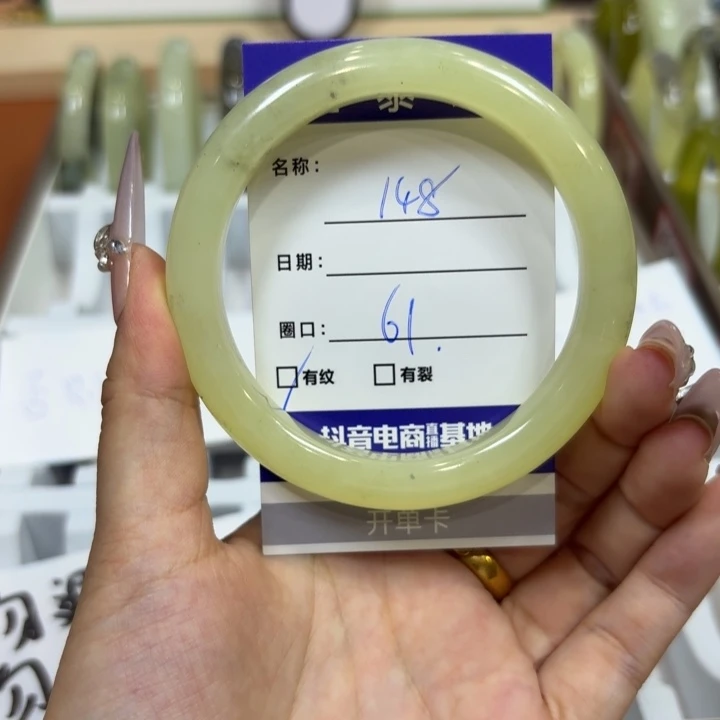 泰
名称：148
日期：
圈口：61.
有纹 有裂
抖音电商直播基地
开单卡